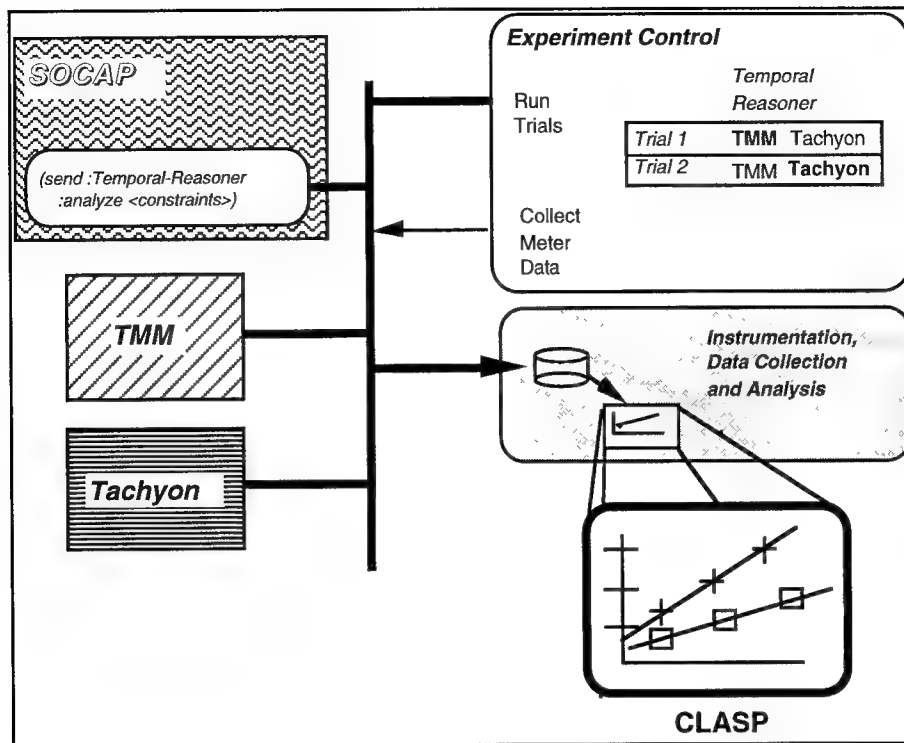 SOCAP
(send :Temporal-Reasoner
:analyze <constraints>)
TMM
Tachyon
Experiment Control
Run
Trials
Temporal
Reasoner
Trial 1 TMM Tachyon
Trial 2 TMM Tachyon
Collect
Meter
Data
Instrumentation,
Data Collection
and Analysis
CLASP